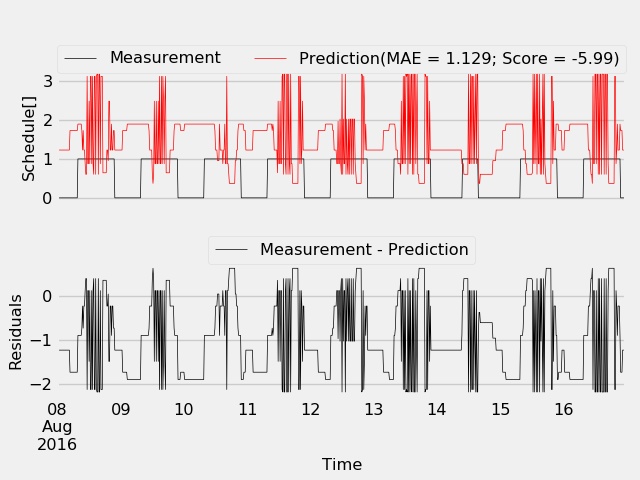 Measurement
Prediction(MAE = 1.129; Score = -5.99)
Schedule[]
3
2
1
0
Measurement - Prediction
Residuals
0
−1
−2
08 09 10 11 12 13 14 15 16
Aug
2016
Time